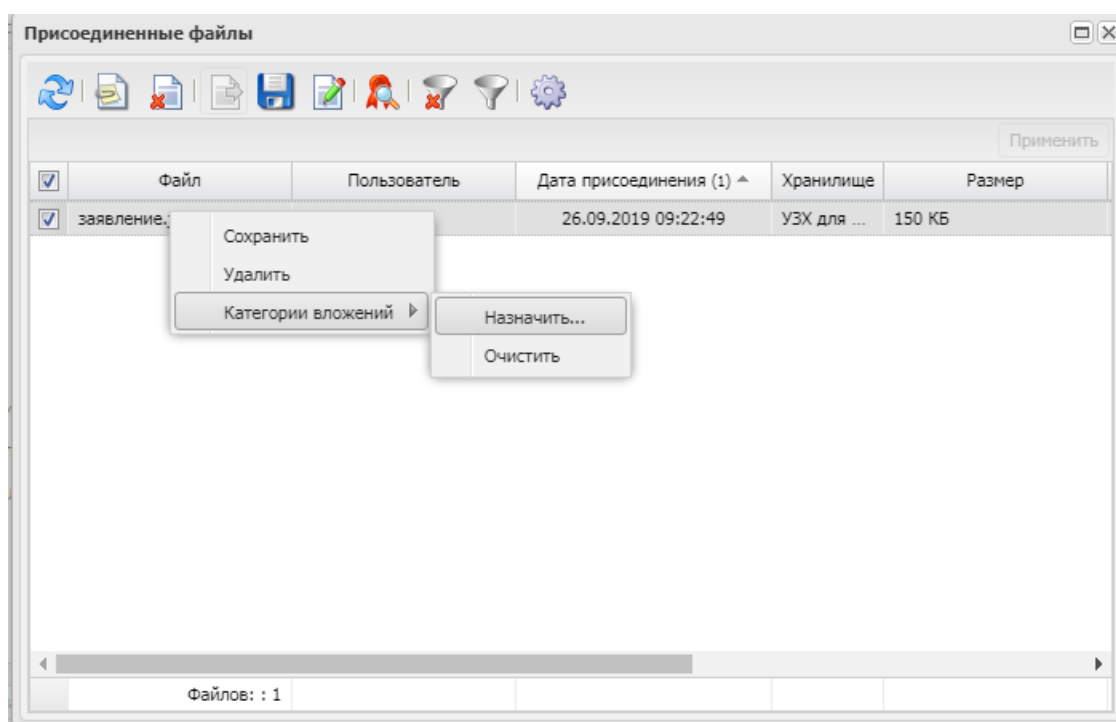 Присоединенные файлы
Применить
Файл Пользователь Дата присоединения (1) Хранилище Размер
заявление. 26.09.2019 09:22:49 УЗХ для ... 150 КБ
Сохранить
Удалить
Категории вложений
Назначить...
Очистить
Файлов: : 1